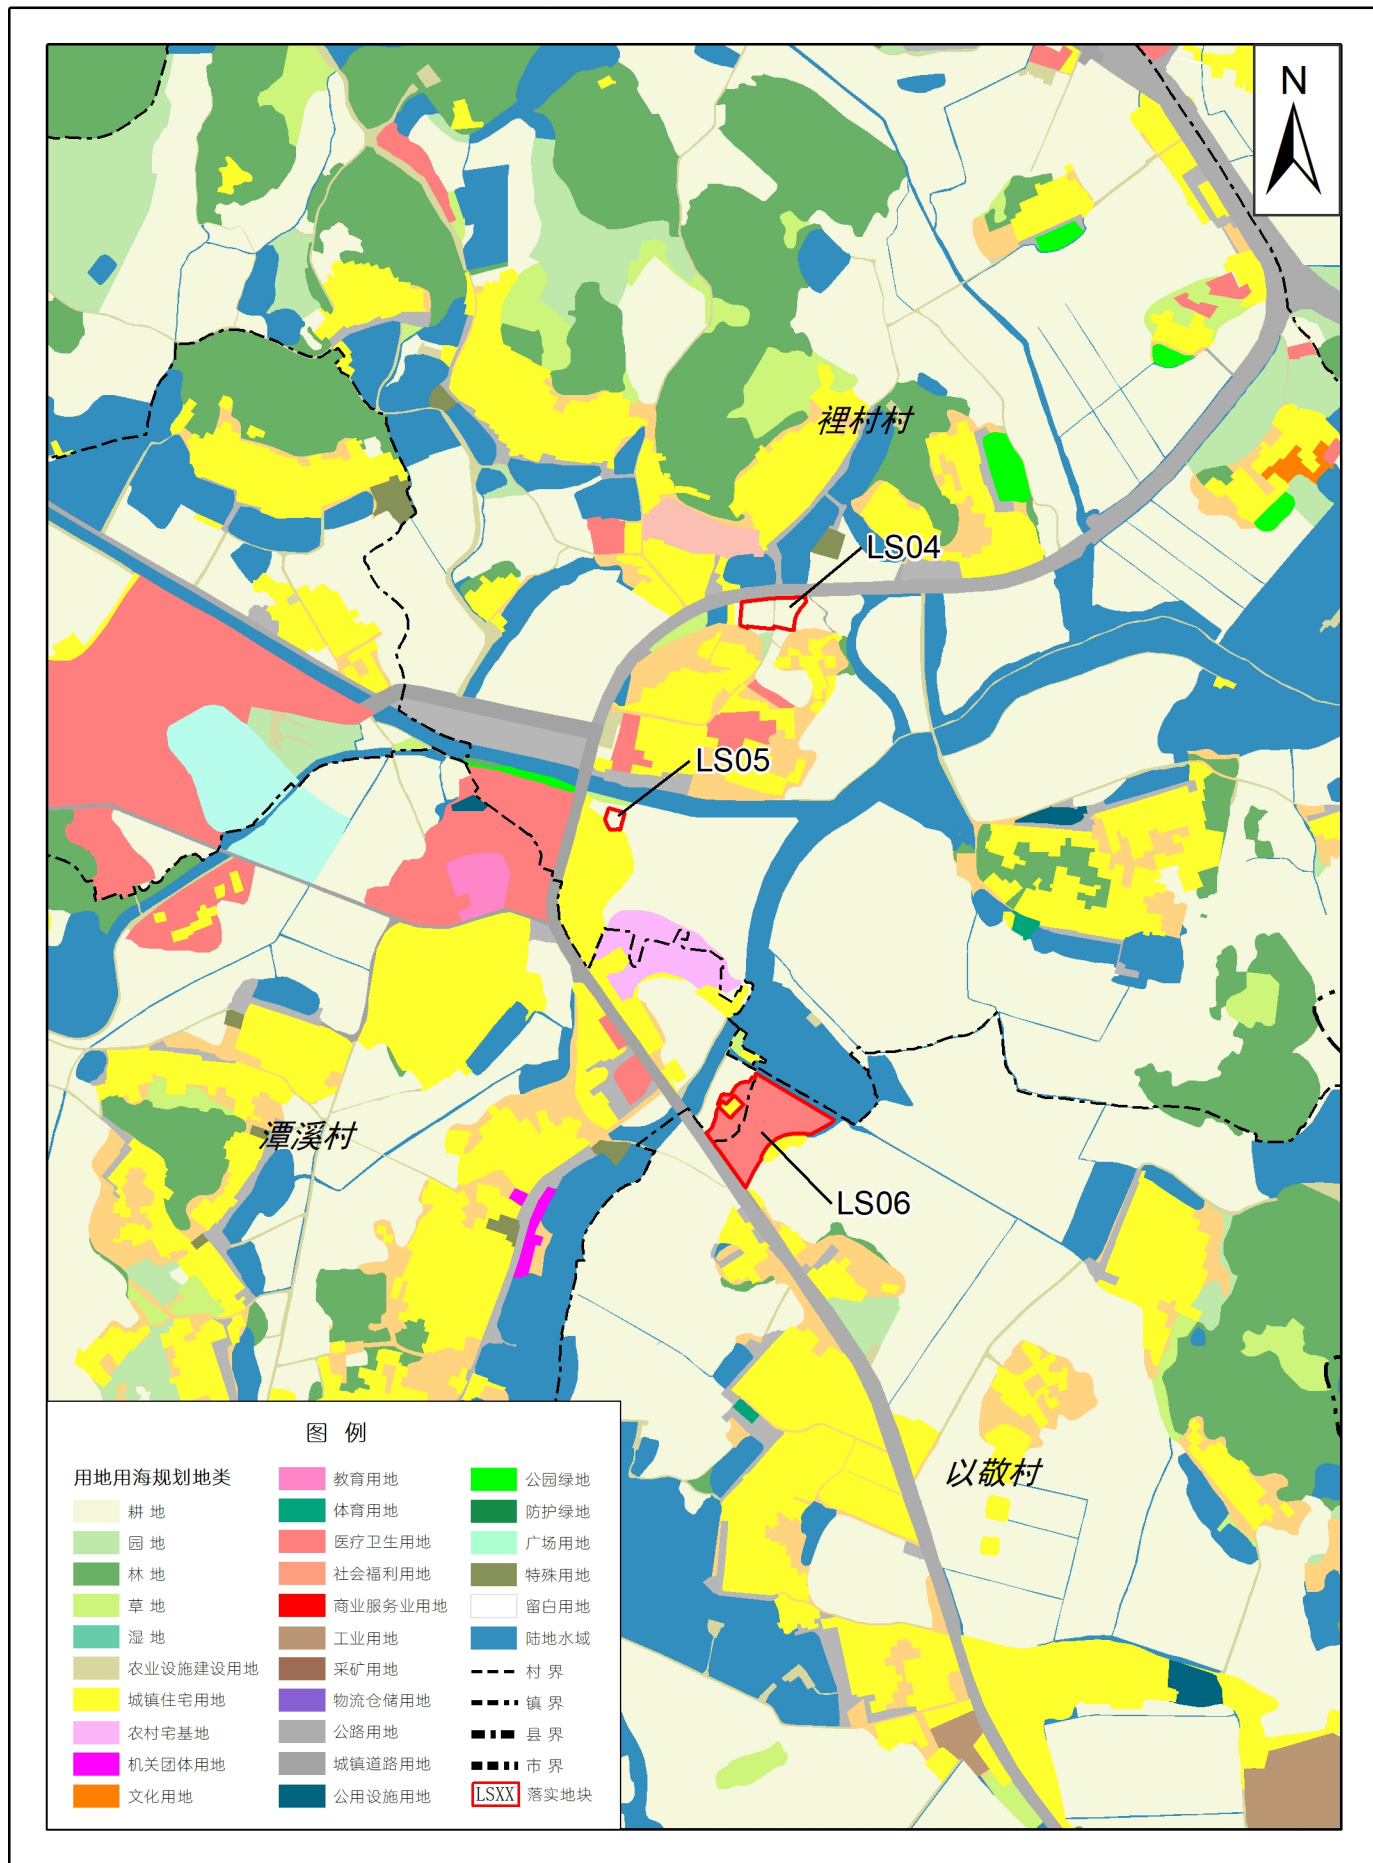 N
裡村村
LS04
LS05
潭溪村
LS06
以敬村
图 例
用地用海规划地类
耕 地
园 地
林 地
草 地
湿 地
农业设施建设用地
城镇住宅用地
农村宅基地
机关团体用地
文化用地
教育用地
体育用地
医疗卫生用地
社会福利用地
商业服务业用地
工业用地
采矿用地
物流仓储用地
公路用地
城镇道路用地
公用设施用地
公园绿地
防护绿地
广场用地
特殊用地
留白用地
陆地水域
村 界
镇 界
县 界
市 界
LSXX 落实地块